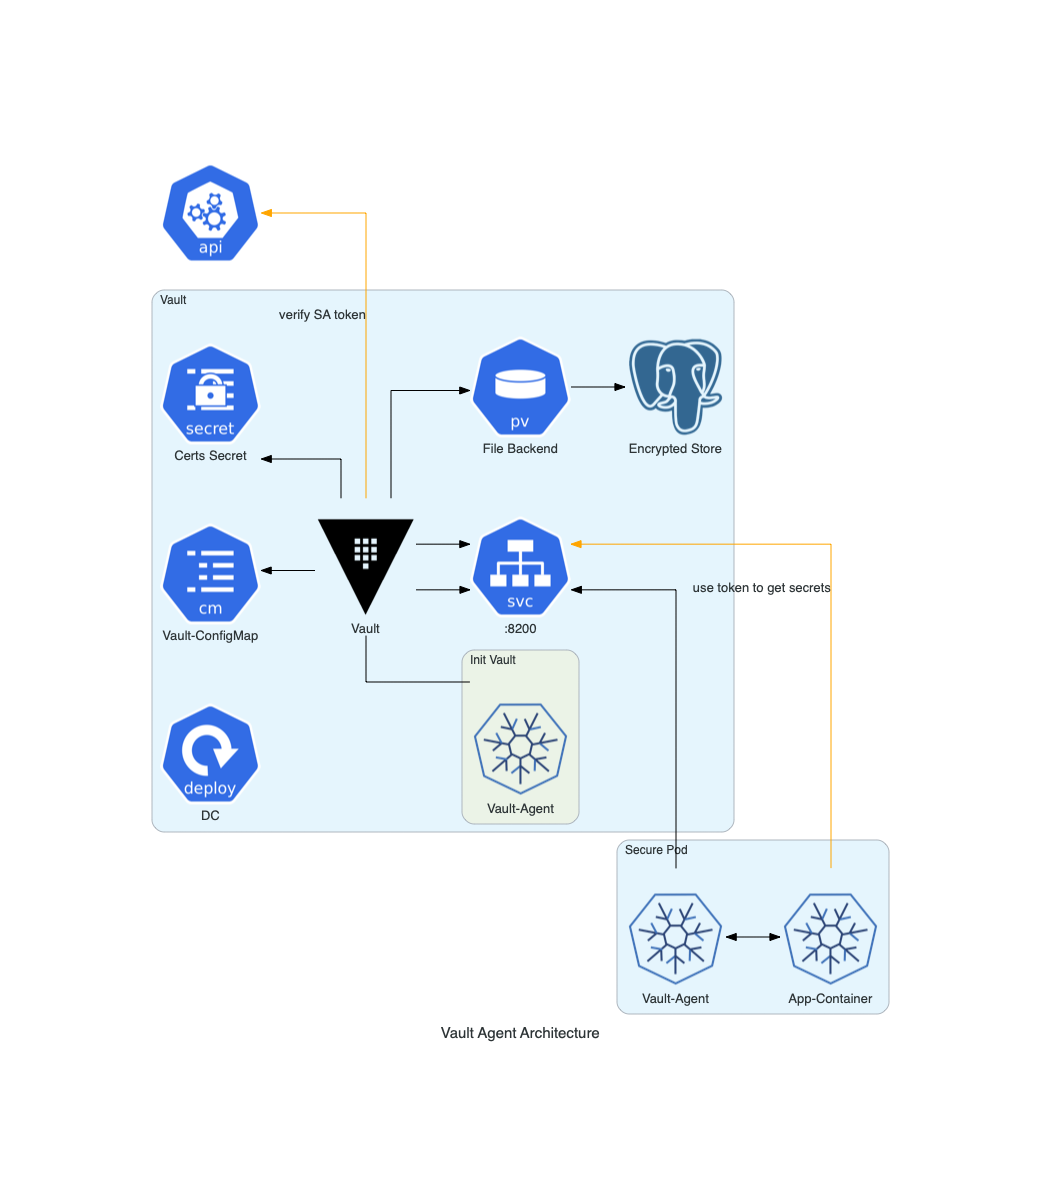 api
Vault
verify SA token
secret
Certs Secret
pv
File Backend
Encrypted Store
cm
Vault-ConfigMap
Vault
svc
:8200
use token to get secrets
Init Vault
Vault-Agent
deploy
DC
Secure Pod
Vault-Agent
App-Container
Vault Agent Architecture